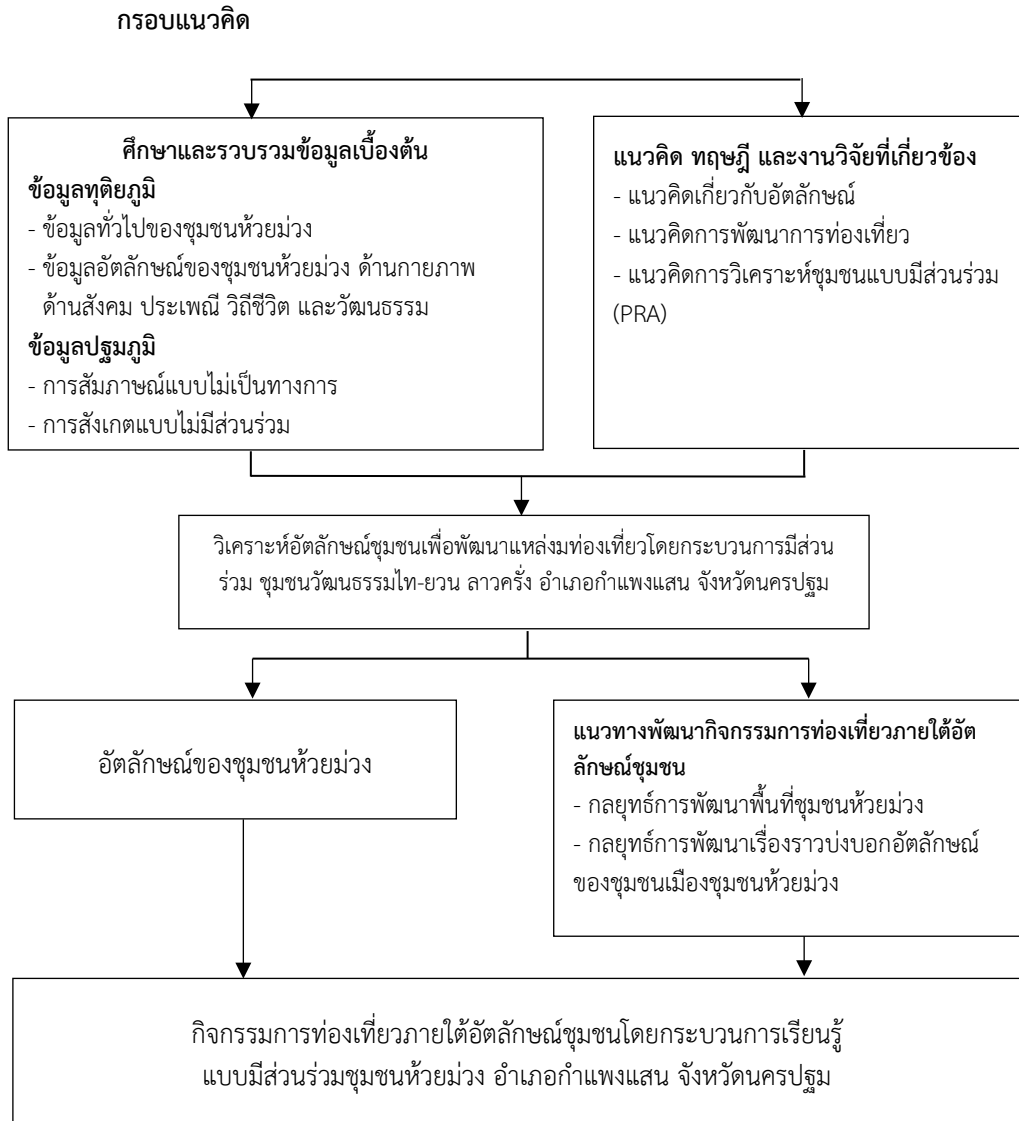 กรอบแนวคิด
ศึกษาและรวบรวมข้อมูลเบื้องต้น
ข้อมูลทุติยภูมิ
- ข้อมูลทั่วไปของชุมชนห้วยม่วง
- ข้อมูลอัตลักษณ์ของชุมชนห้วยม่วง ด้านกายภาพ
ด้านสังคม ประเพณี วิถีชีวิต และวัฒนธรรม
ข้อมูลปฐมภูมิ
- การสัมภาษณ์แบบไม่เป็นทางการ
- การสังเกตแบบไม่มีส่วนร่วม
แนวคิด ทฤษฎี และงานวิจัยที่เกี่ยวข้อง
- แนวคิดเกี่ยวกับอัตลักษณ์
- แนวคิดการพัฒนาการท่องเที่ยว
- แนวคิดการวิเคราะห์ชุมชนแบบมีส่วนร่วม
(PRA)
วิเคราะห์อัตลักษณ์ชุมชนเพื่อพัฒนาแหล่งมท่องเที่ยวโดยกระบวนการมีส่วน
ร่วม ชุมชนวัฒนธรรมไท-ยวน ลาวครั่ง อำเภอกำแพงแสน จังหวัดนครปฐม
อัตลักษณ์ของชุมชนห้วยม่วง
แนวทางพัฒนากิจกรรมการท่องเที่ยวภายใต้อัต
ลักษณ์ชุมชน
- กลยุทธ์การพัฒนาพื้นที่ชุมชนห้วยม่วง
- กลยุทธ์การพัฒนาเรื่องราวบ่งบอกอัตลักษณ์
ของชุมชนเมืองชุมชนห้วยม่วง
กิจกรรมการท่องเที่ยวภายใต้อัตลักษณ์ชุมชนโดยกระบวนการเรียนรู้
แบบมีส่วนร่วมชุมชนห้วยม่วง อำเภอกำแพงแสน จังหวัดนครปฐม